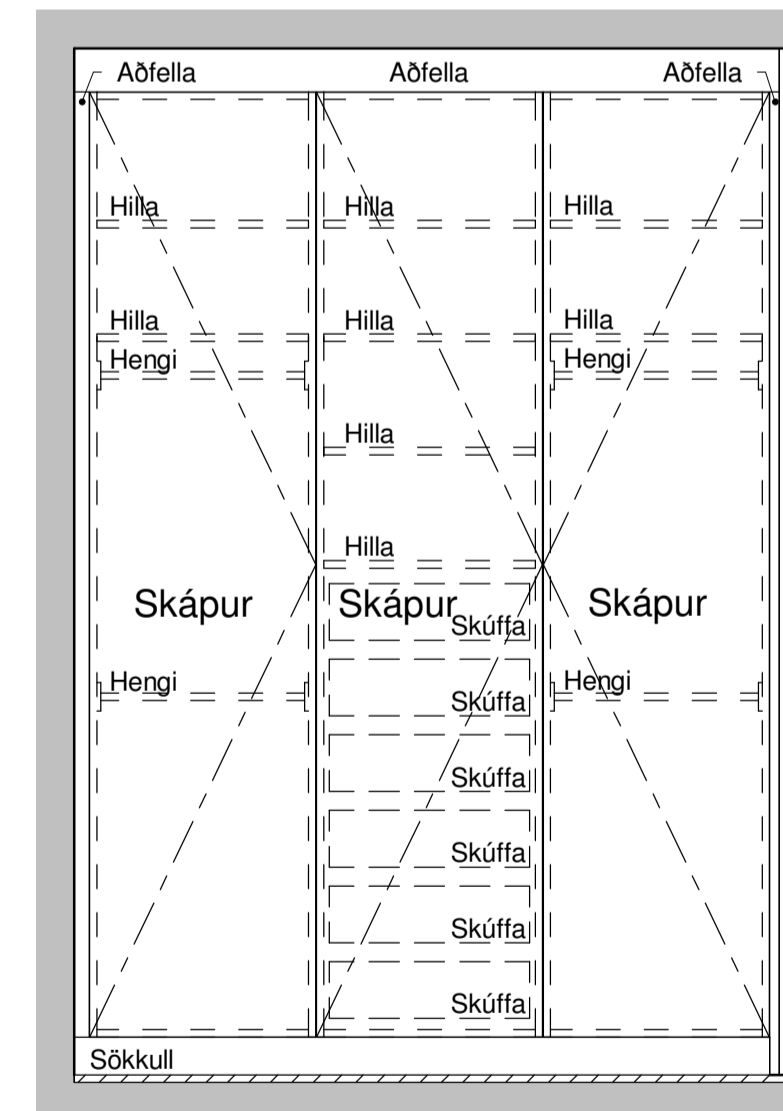 Aðfella Aðfella Aðfella
Hilla Hilla Hilla
Hilla Hilla Hilla
Hengi Hengi
Hilla
Hilla
Skápur Skápur Skápur
Skúffa
Hengi Hengi
Skúffa
Skúffa
Skúffa
Skúffa
Skúffa
Sökkull